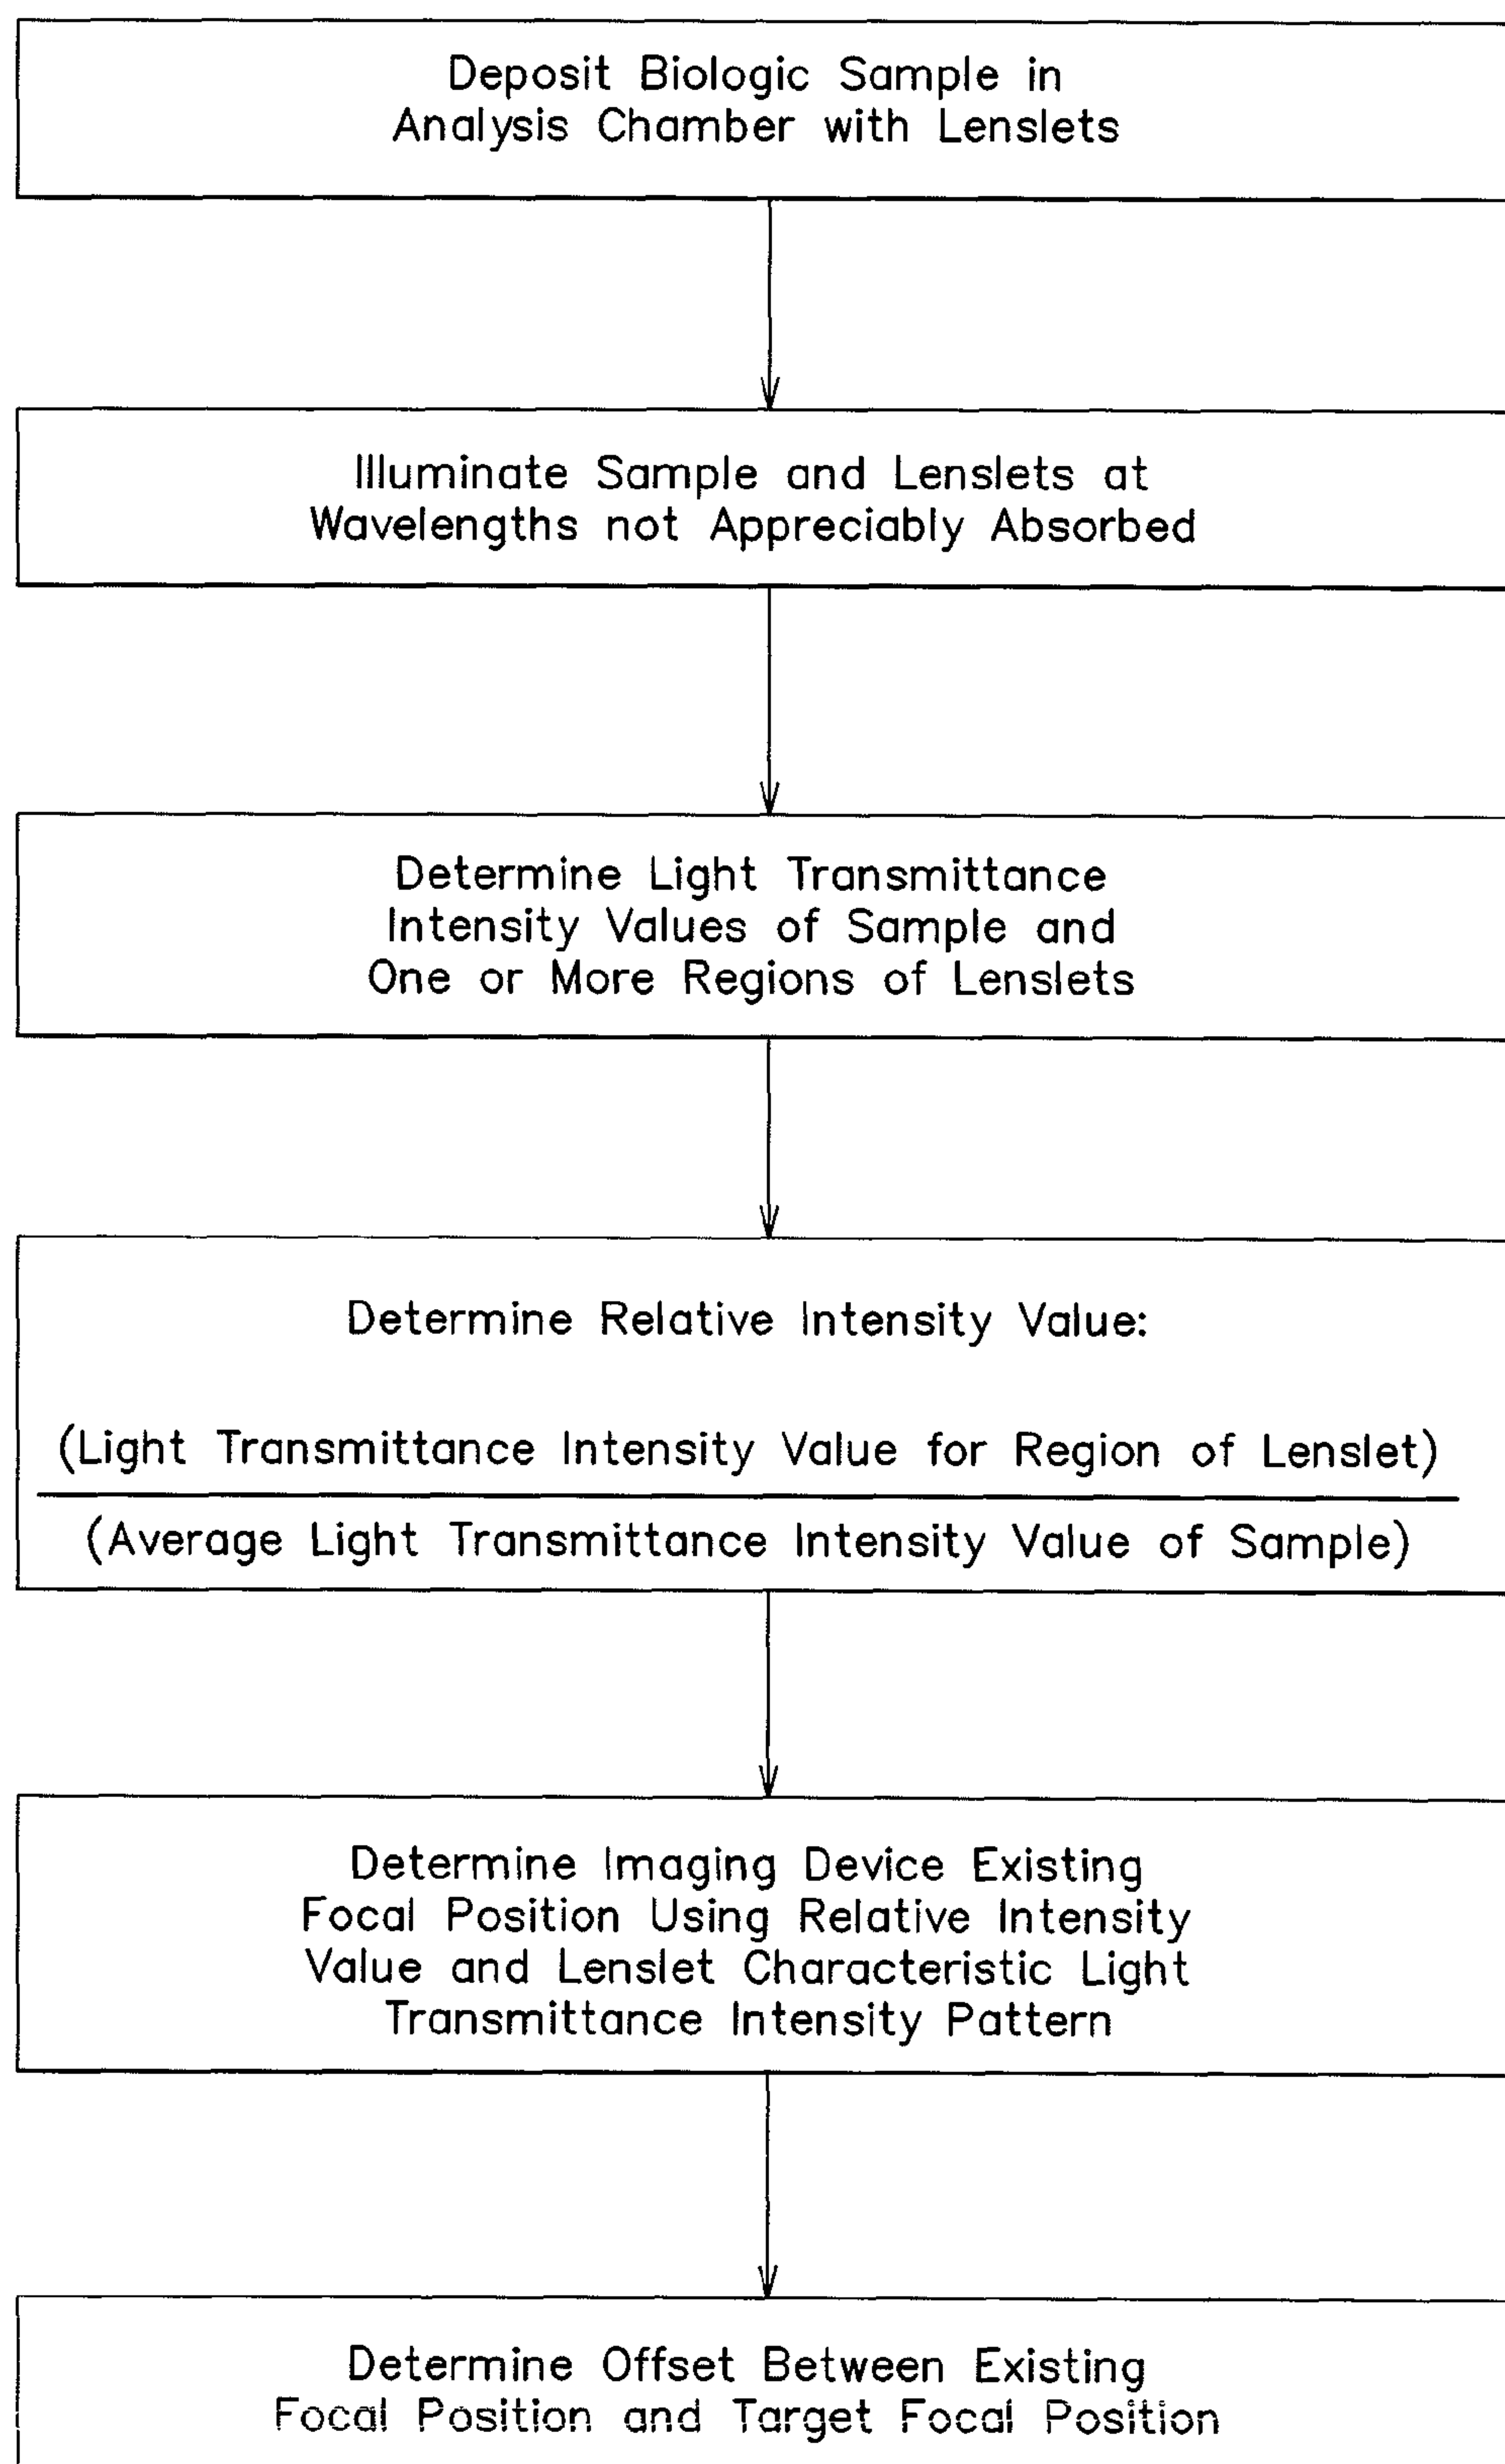 Deposit Biologic Sample in
Analysis Chamber with Lenslets
Illuminate Sample and Lenslets at
Wavelengths not Appreciably Absorbed
Determine Light Transmittance
Intensity Values of Sample and
One or More Regions of Lenslets
Determine Relative Intensity Value:
(Light Transmittance Intensity Value for Region of Lenslet)
(Average Light Transmittance Intensity Value of Sample)
Determine Imaging Device Existing
Focal Position Using Relative Intensity
Value and Lenslet Characteristic Light
Transmittance Intensity Pattern
Determine Offset Between Existing
Focal Position and Target Focal Position